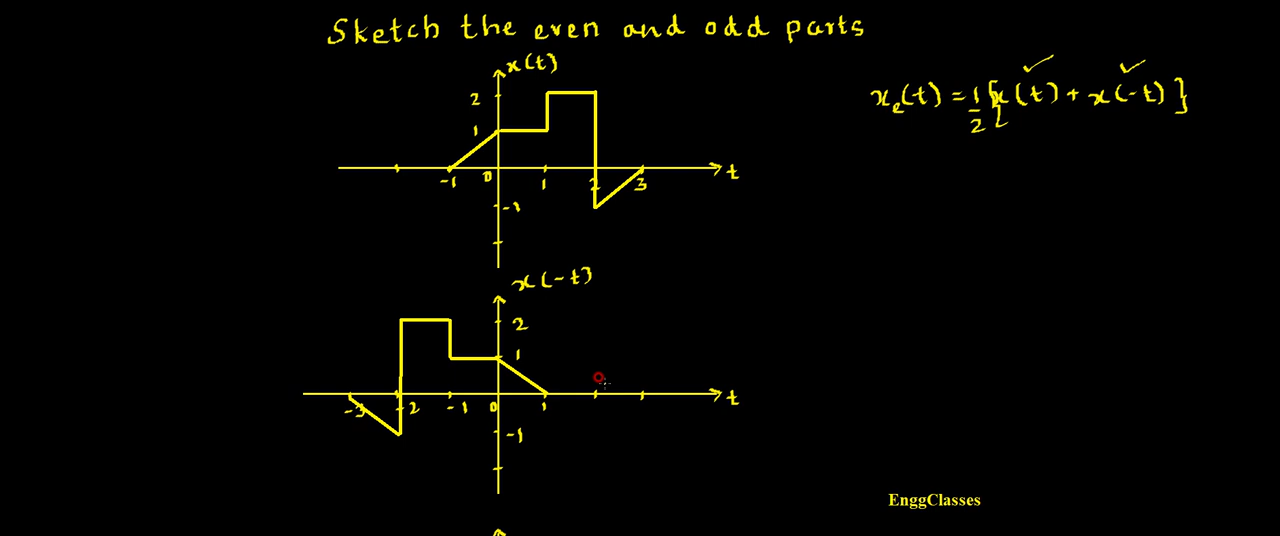 Sketch the even and odd parts
x(t)
xe(t) = 1/2 [x(t) + x(-t)}
2
1
-1 0 1 2 3 t
-1
x(-t)
2
1
-3 -2 -1 0 1 t
-1
EnggClasses